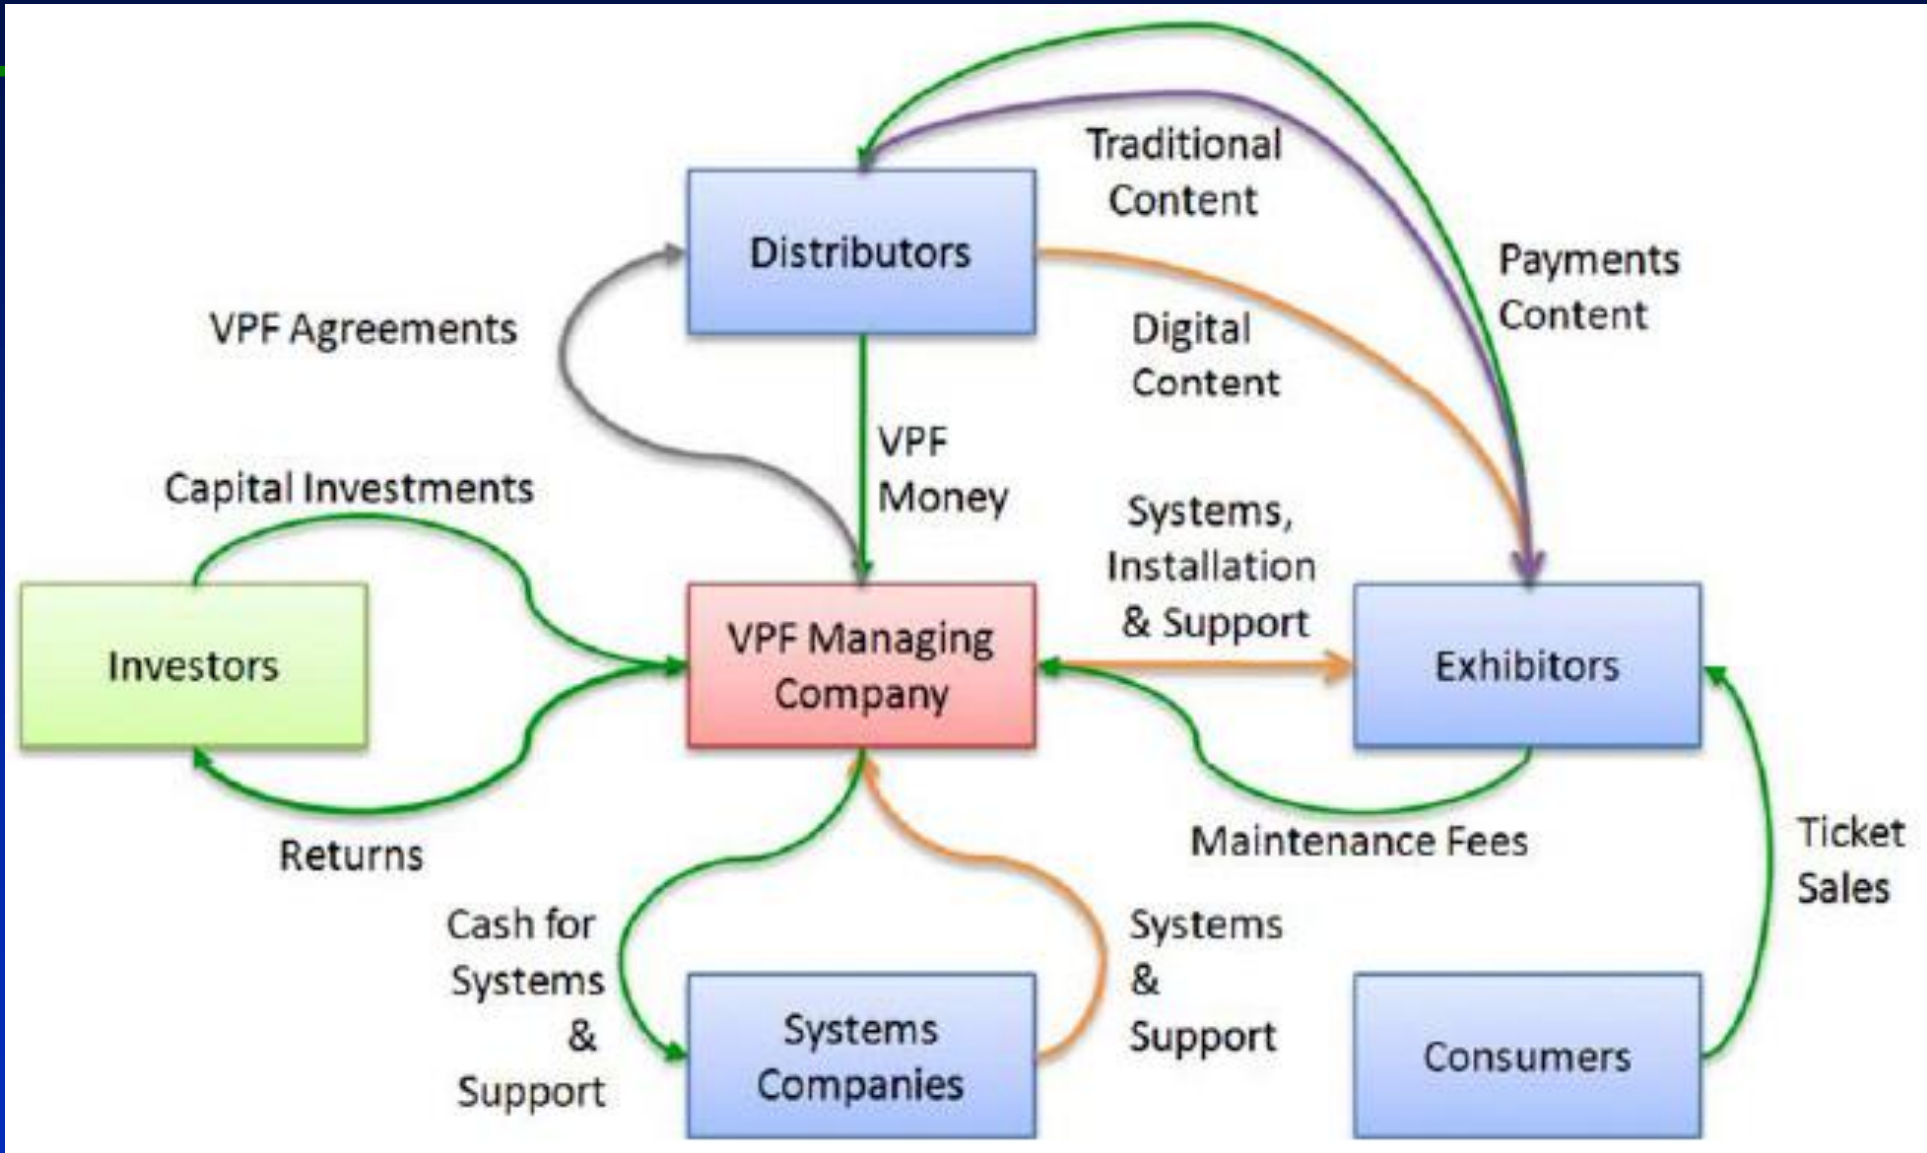 Traditional
Content
Distributors
Payments
Content
VPF Agreements
Digital
Content
VPF
Money
Capital Investments
Systems,
Installation
& Support
Investors
VPF Managing
Company
Exhibitors
Returns
Maintenance Fees
Ticket
Sales
Cash for
Systems
&
Support
Systems
&
Support
Systems
Companies
Consumers